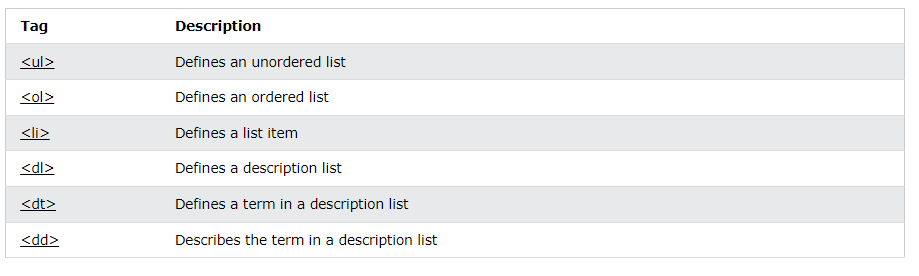 Tag Description
<ul> Defines an unordered list
<ol> Defines an ordered list
<li> Defines a list item
<dl> Defines a description list
<dt> Defines a term in a description list
<dd> Describes the term in a description list